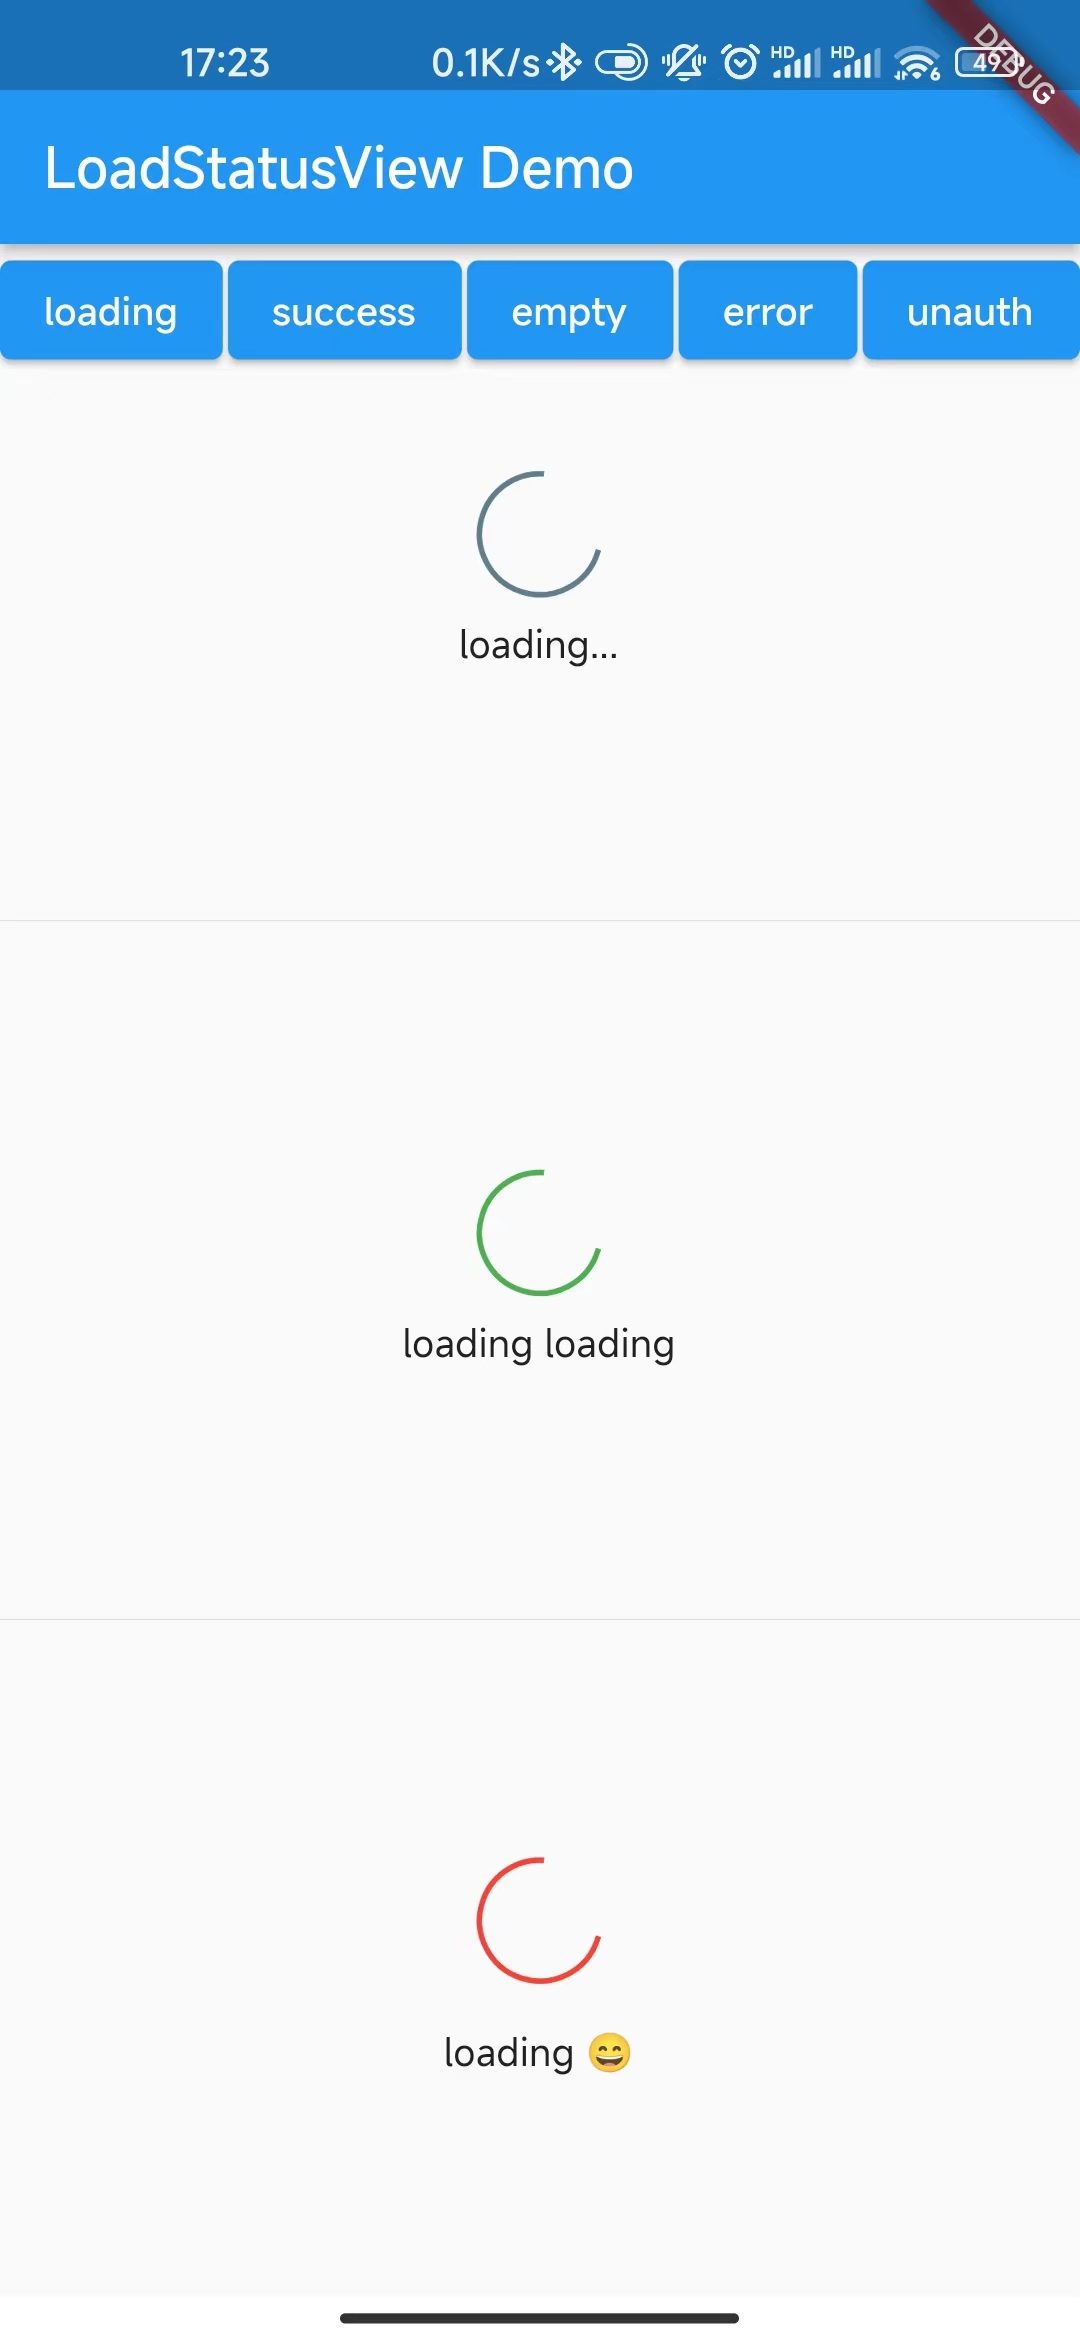 17:23 0.1K/s HD HD 6 49
DEBUG
LoadStatusView Demo
loading success empty error unauth
loading...
loading loading
loading 😄